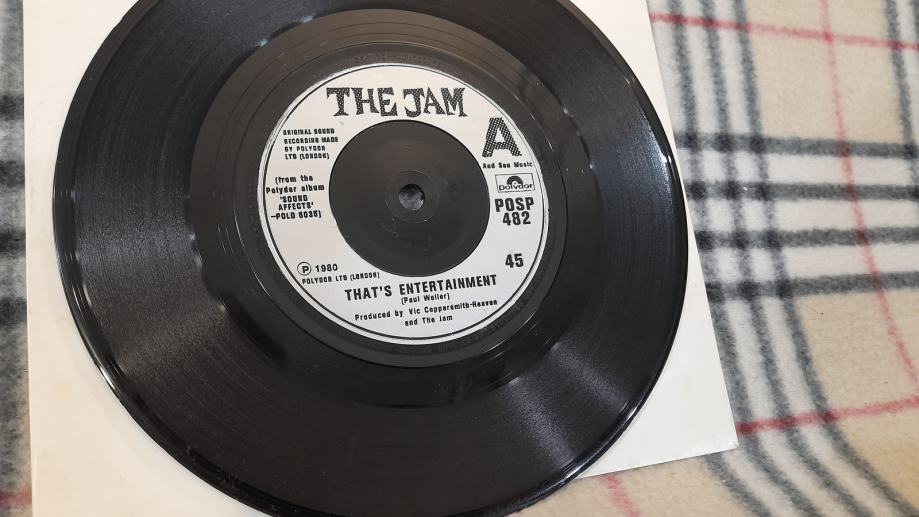 THE JAM
ORIGINAL SOUND
RECORDING MADE
BY POLYDOR
LTD (LONDON)
(from the
Polydor album
'SOUND
AFFECTS'
-POLD 5035)
A
And Son Music
polydor
POSP
482
45
Ⓟ 1980
POLYDOR LTD (LONDON)
THAT'S ENTERTAINMENT
(Paul Weller)
Produced by Vic Coppersmith-Heaven
and The Jam